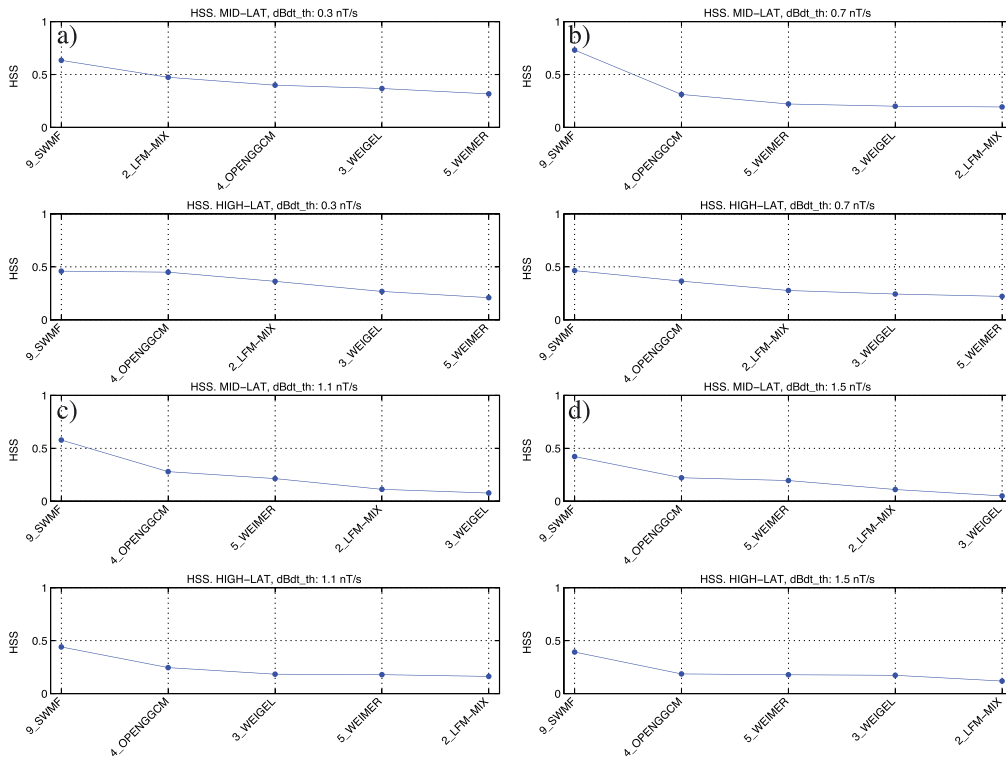 HSS. MID−LAT, dBdt_th: 0.3 nT/s
a)
1
0.5
0
HSS
9_SWMF
2_LFM−MIX
4_OPENGGCM
3_WEIGEL
5_WEIMER
HSS. MID−LAT, dBdt_th: 0.7 nT/s
b)
1
0.5
0
HSS
9_SWMF
4_OPENGGCM
5_WEIMER
3_WEIGEL
2_LFM−MIX
HSS. HIGH−LAT, dBdt_th: 0.3 nT/s
1
0.5
0
HSS
9_SWMF
4_OPENGGCM
2_LFM−MIX
3_WEIGEL
5_WEIMER
HSS. HIGH−LAT, dBdt_th: 0.7 nT/s
1
0.5
0
HSS
9_SWMF
4_OPENGGCM
2_LFM−MIX
3_WEIGEL
5_WEIMER
HSS. MID−LAT, dBdt_th: 1.1 nT/s
c)
1
0.5
0
HSS
9_SWMF
4_OPENGGCM
5_WEIMER
2_LFM−MIX
3_WEIGEL
HSS. MID−LAT, dBdt_th: 1.5 nT/s
d)
1
0.5
0
HSS
9_SWMF
4_OPENGGCM
5_WEIMER
2_LFM−MIX
3_WEIGEL
HSS. HIGH−LAT, dBdt_th: 1.1 nT/s
1
0.5
0
HSS
9_SWMF
4_OPENGGCM
3_WEIGEL
5_WEIMER
2_LFM−MIX
HSS. HIGH−LAT, dBdt_th: 1.5 nT/s
1
0.5
0
HSS
9_SWMF
4_OPENGGCM
5_WEIMER
3_WEIGEL
2_LFM−MIX